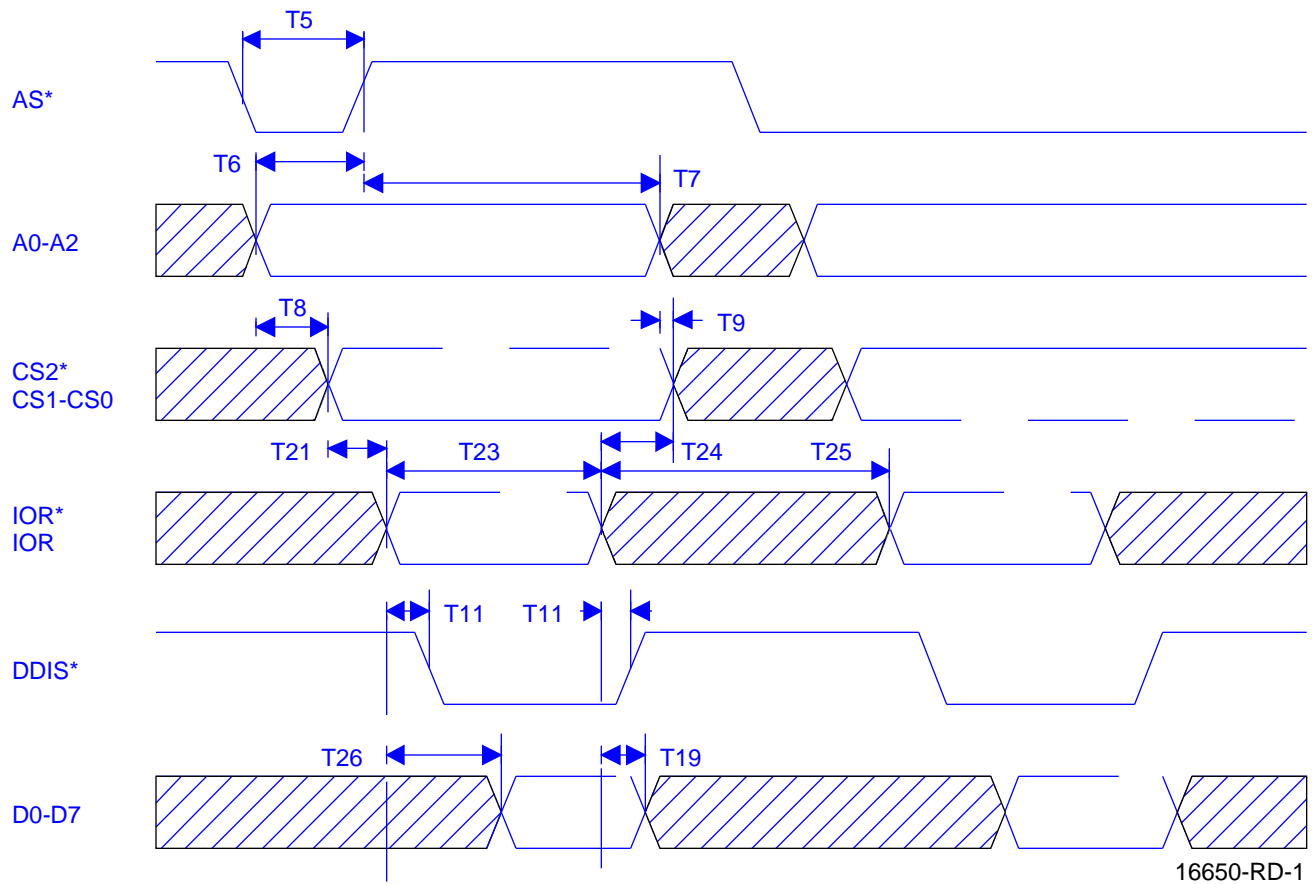 T5
AS*
T6
T7
A0-A2
T8
T9
CS2*
CS1-CS0
T21
T23
T24
T25
IOR*
IOR
T11
T11
DDIS*
T26
T19
D0-D7
16650-RD-1